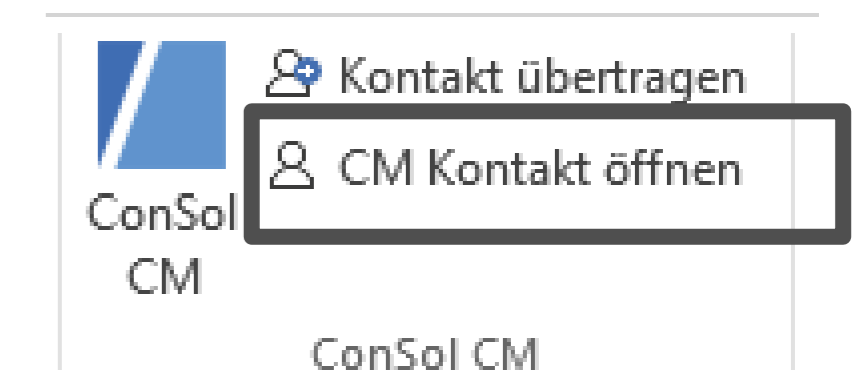 Kontakt übertragen
CM Kontakt öffnen
ConSol
CM
ConSol CM